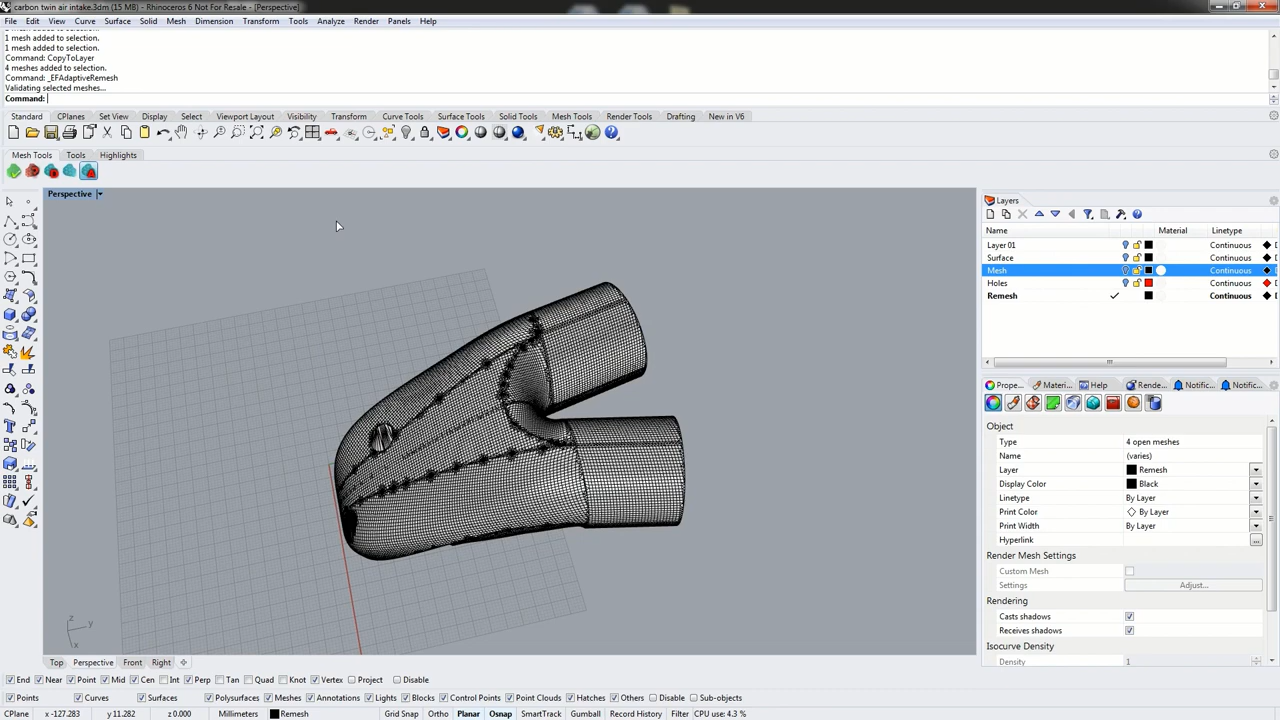 carbon twin air intake.3dm (15 MB) - Rhinoceros 6 Not For Resale - [Perspective]
File Edit View Curve Surface Solid Mesh Dimension Transform Tools Analyze Render Panels Help
1 mesh added to selection.
1 mesh added to selection.
Command: CopyToLayer
4 meshes added to selection.
Command: _EFAdaptiveRemesh
Validating selected meshes...
Command:
Standard CPlanes Set View Display Select Viewport Layout Visibility Transform Curve Tools Surface Tools Solid Tools Mesh Tools Render Tools Drafting New in V6
Mesh Tools Tools Highlights
Perspective
Layers
Name Material Linetype
Layer 01 Continuous
Surface Continuous
Mesh Continuous
Holes Continuous
Remesh Continuous
Prope... Materi... Help Rende... Notific... Notific...
Object
Type 4 open meshes
Name (varies)
Layer Remesh
Display Color Black
Linetype By Layer
Print Color By Layer
Print Width By Layer
Hyperlink ...
Render Mesh Settings
Custom Mesh
Settings Adjust...
Rendering
Casts shadows
Receives shadows
Isocurve Density
Density 1
z
y
x
Top Perspective Front Right
End Near Point Mid Cen Int Perp Tan Quad Knot Vertex Project Disable
Points Curves Surfaces Polysurfaces Meshes Annotations Lights Blocks Control Points Point Clouds Hatches Others Disable Sub-objects
CPlane x -127.283 y 11.282 z 0.000 Millimeters Remesh Grid Snap Ortho Planar Osnap SmartTrack Gumball Record History Filter CPU use: 4.3 %